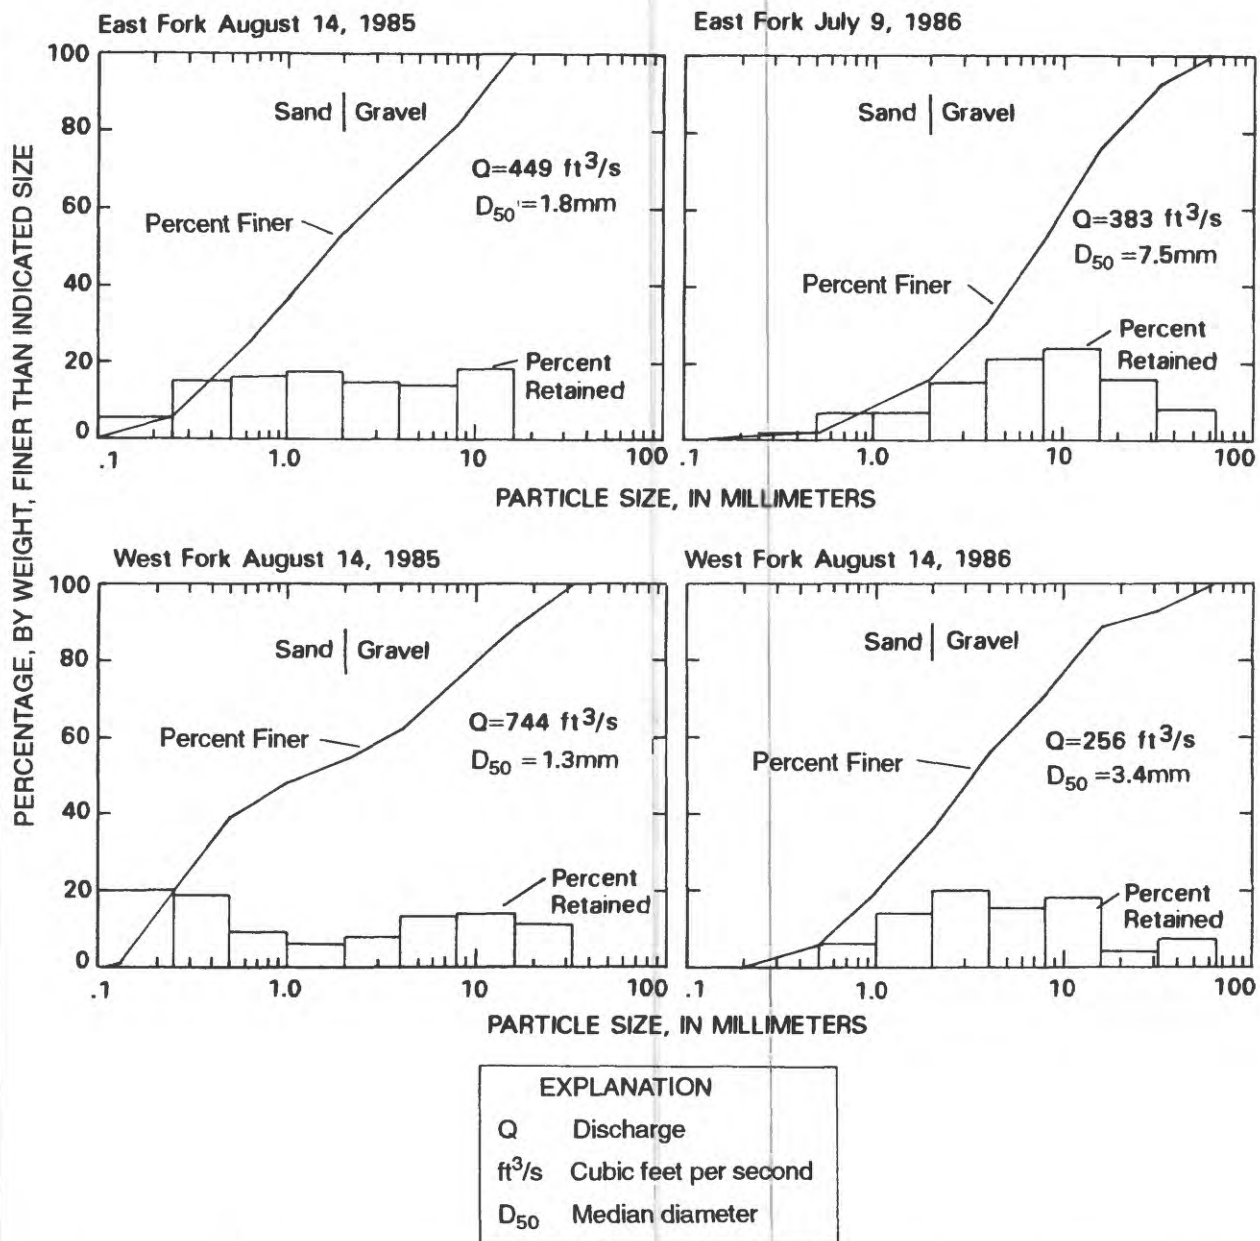 East Fork August 14, 1985
East Fork July 9, 1986
PERCENTAGE, BY WEIGHT, FINER THAN INDICATED SIZE
100
80
60
40
20
0
Sand | Gravel
Q=449 ft³/s
D₅₀=1.8mm
Percent Finer
Percent
Retained
.1
1.0
10
100
Sand | Gravel
Q=383 ft³/s
D₅₀=7.5mm
Percent Finer
Percent
Retained
.1
1.0
10
100
PARTICLE SIZE, IN MILLIMETERS
West Fork August 14, 1985
West Fork August 14, 1986
100
80
60
40
20
0
Sand | Gravel
Q=744 ft³/s
D₅₀ =1.3mm
Percent Finer
Percent
Retained
.1
1.0
10
100
Sand | Gravel
Q=256 ft³/s
D₅₀ =3.4mm
Percent Finer
Percent
Retained
.1
1.0
10
100
PARTICLE SIZE, IN MILLIMETERS
EXPLANATION
Q Discharge
ft³/s Cubic feet per second
D₅₀ Median diameter